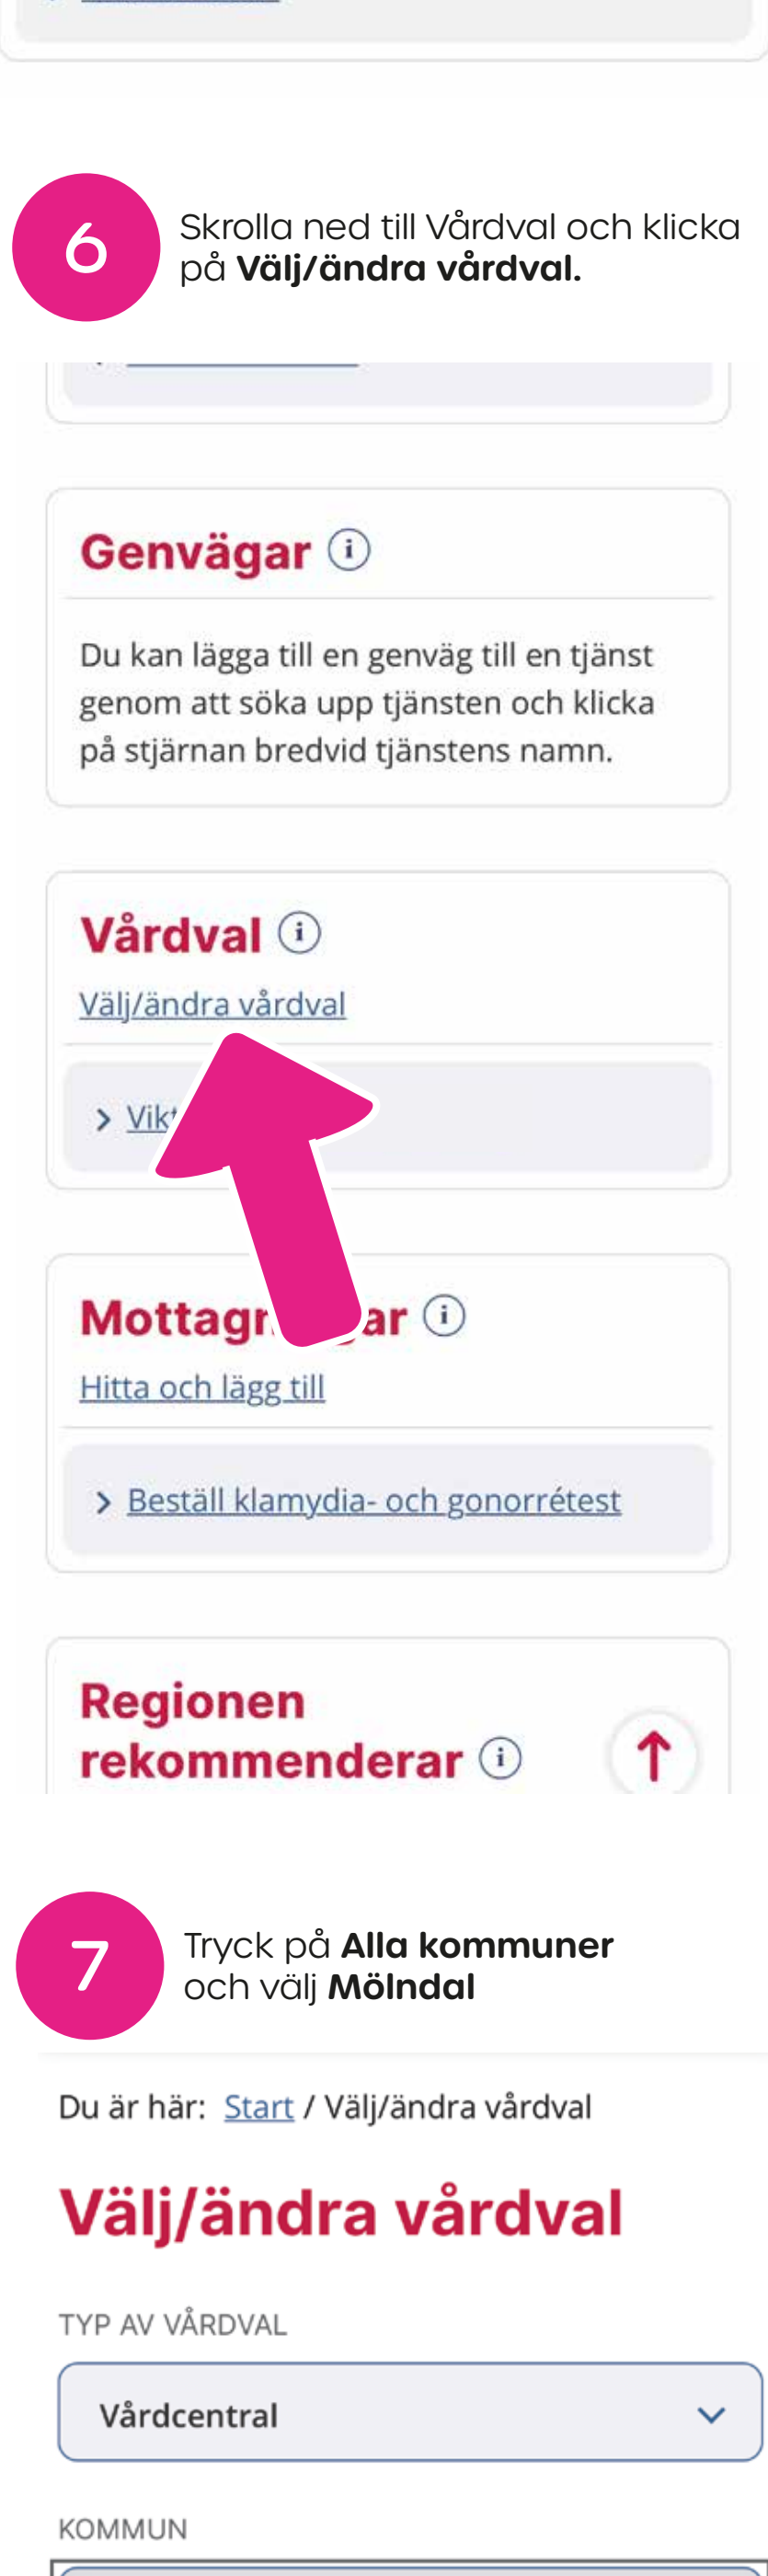 6
Skrolla ned till Vårdval och klicka
på Välj/ändra vårdval.
Genvägar i
Du kan lägga till en genväg till en tjänst
genom att söka upp tjänsten och klicka
på stjärnan bredvid tjänstens namn.
Vårdval i
Välj/ändra vårdval
i
Hitta och lägg till
Beställ klamydia- och gonorrétest
Regionen
rekommenderar i
7
Tryck på Alla kommuner
och välj Mölndal
Du är här: Start / Välj/ändra vårdval
Välj/ändra vårdval
TYP AV VÅRDVAL
Vårdcentral
KOMMUN